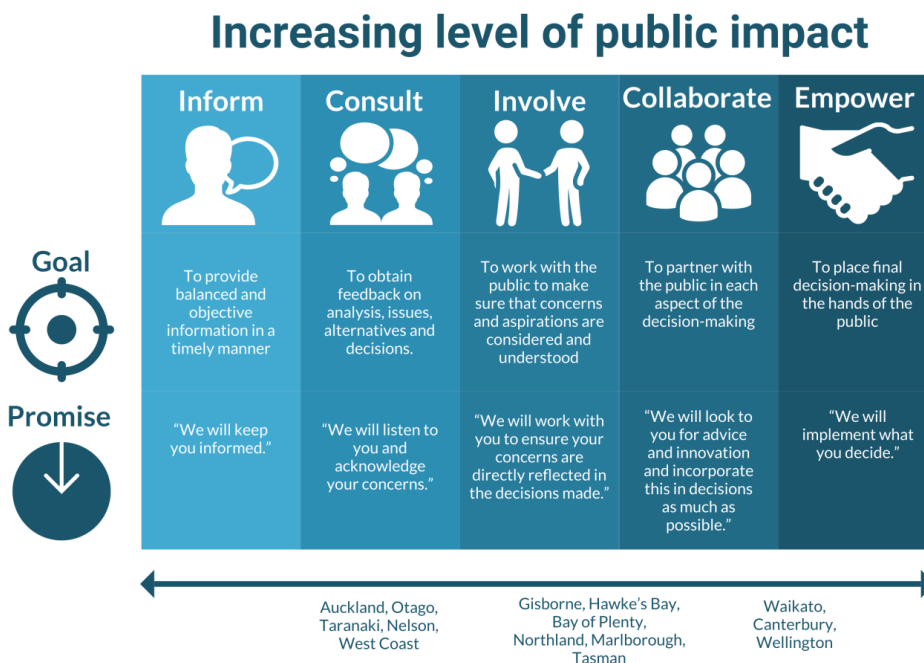 Increasing level of public impact
Inform
Consult
Involve
Collaborate
Empower
Goal
To provide
balanced and
objective
information in a
timely manner
To obtain
feedback on
analysis, issues,
alternatives and
decisions.
To work with the
public to make
sure that concerns
and aspirations are
considered and
understood
To partner with
the public in each
aspect of the
decision-making
To place final
decision-making in
the hands of the
public
Promise
“We will keep
you informed.”
“We will listen to
you and
acknowledge
your concerns.”
“We will work with
you to ensure your
concerns are
directly reflected in
the decisions made.”
“We will look to
you for advice
and innovation
and incorporate
this in decisions
as much as
possible.”
“We will
implement what
you decide.”
Auckland, Otago,
Taranaki, Nelson,
West Coast
Gisborne, Hawke’s Bay,
Bay of Plenty,
Northland, Marlborough,
Tasman
Waikato,
Canterbury,
Wellington